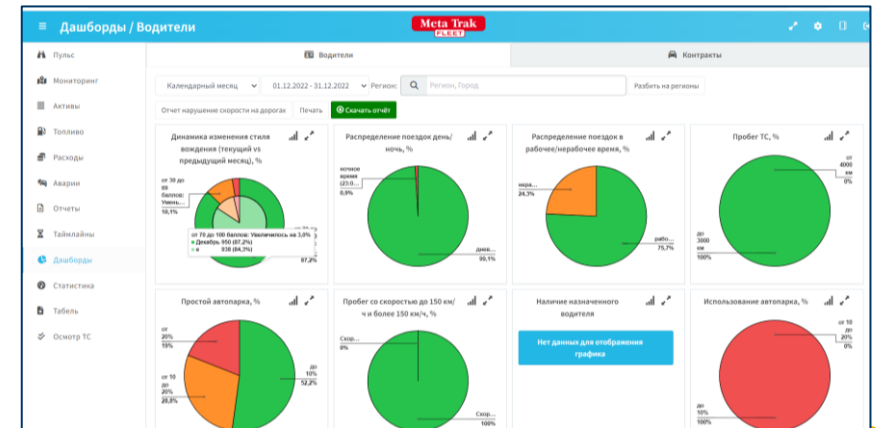 Дашборды / Водители
Meta Trak
FLEET
Пульс
Мониторинг
Активы
Топливо
Расходы
Аварии
Отчеты
Таймлайны
Дашборды
Статистика
Табель
Осмотр ТС
Водители
Контракты
Календарный месяц
01.12.2022 - 31.12.2022
Регион:
Регион, Город
Разбить на регионы
Отчет нарушение скорости на дорогах
Печать
Скачать отчёт
Динамика изменения стиля
вождения (текущий vs
предыдущий месяц), %
от 30 до
69
баллов:
Умень...
10,1%
от 70 до 100 баллов: Увеличилось на 3,0%
Декабрь 950 (87,2%)
938 (84,3%)
87,2%
Распределение поездок день/
ночь, %
ночное
время
(23:0...
0,9%
днев...
99,1%
Распределение поездок в
рабочее/нерабочее время, %
нера...
24,3%
рабо...
75,7%
Пробег ТС, %
от
4000
км
0%
до
3000
км
100%
Простой автопарка, %
от
20%
19%
от 10
до
20%
28,8%
до
10%
52,2%
Пробег со скоростью до 150 км/
ч и более 150 км/ч, %
Скор...
0%
Скор...
100%
Наличие назначенного
водителя
Нет данных для отображения
графика
Использование автопарка, %
от 10
до
20%
0%
до
10%
100%